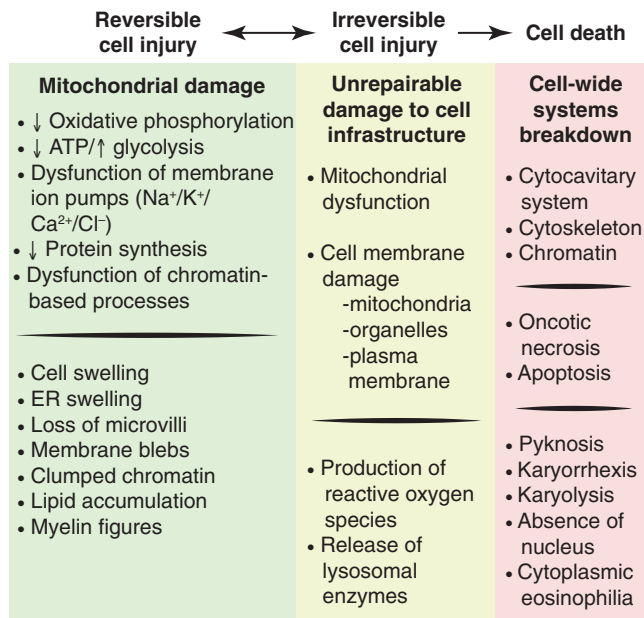 Reversible
cell injury
Irreversible
cell injury
Cell death
Mitochondrial damage
• ↓ Oxidative phosphorylation
• ↓ ATP/↑ glycolysis
• Dysfunction of membrane
ion pumps (Na⁺/K⁺/
Ca²⁺/Cl⁻)
• ↓ Protein synthesis
• Dysfunction of chromatin-
based processes
• Cell swelling
• ER swelling
• Loss of microvilli
• Membrane blebs
• Clumped chromatin
• Lipid accumulation
• Myelin figures
Unrepairable
damage to cell
infrastructure
• Mitochondrial
dysfunction
• Cell membrane
damage
-mitochondria
-organelles
-plasma
membrane
• Production of
reactive oxygen
species
• Release of
lysosomal
enzymes
Cell-wide
systems
breakdown
• Cytocavitary
system
• Cytoskeleton
• Chromatin
• Oncotic
necrosis
• Apoptosis
• Pyknosis
• Karyorrhexis
• Karyolysis
• Absence of
nucleus
• Cytoplasmic
eosinophilia